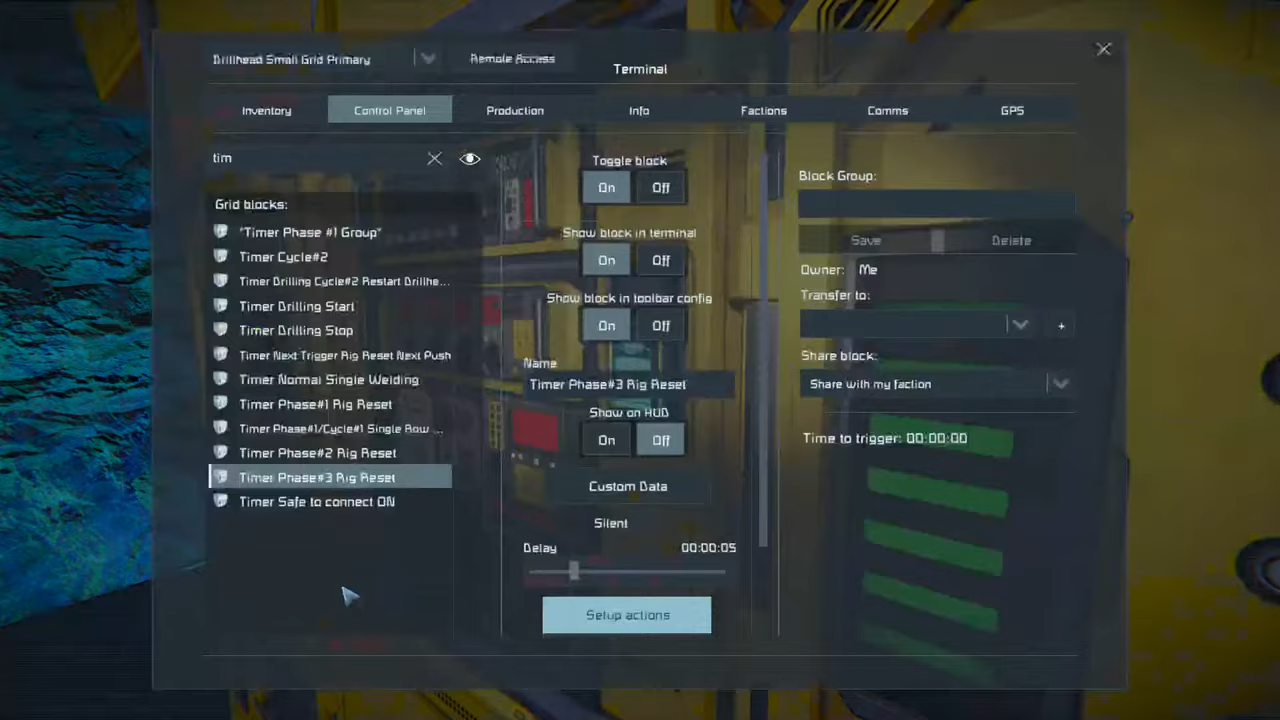 Drillhead Small Grid Primary
Remote Access
Terminal
Inventory
Control Panel
Production
Info
Factions
Comms
GPS
tim
Grid blocks:
*Timer Phase #1 Group*
Timer Cycle#2
Timer Drilling Cycle#2 Restart Drillhe...
Timer Drilling Start
Timer Drilling Stop
Timer Next Trigger Rig Reset Next Push
Timer Normal Single Welding
Timer Phase#1 Rig Reset
Timer Phase#1/Cycle#1 Single Row ...
Timer Phase#2 Rig Reset
Timer Phase#3 Rig Reset
Timer Safe to connect ON
Toggle block
On Off
Show block in terminal
On Off
Show block in toolbar config
On Off
Name
Timer Phase#3 Rig Reset
Show on HUD
On Off
Custom Data
Silent
Delay 00:00:05
Setup actions
Block Group:
Save Delete
Owner: Me
Transfer to:
+
Share block:
Share with my faction
Time to trigger: 00:00:00